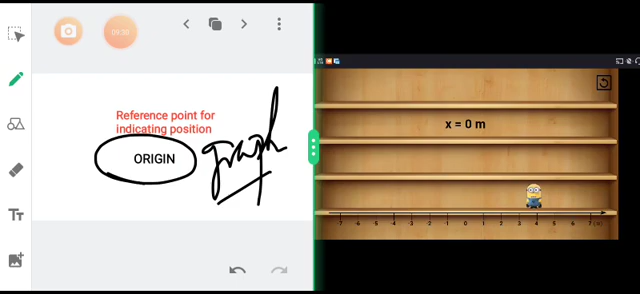 09:30
Reference point for
indicating position
ORIGIN
graph
Tt
x = 0 m
-7 -6 -5 -4 -3 -2 -1 0 1 2 3 4 5 6 7 (m)